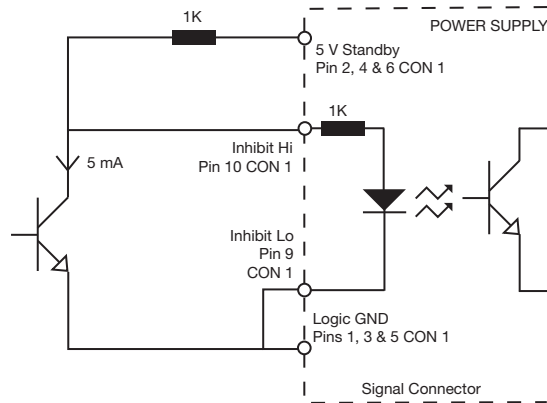 1K
POWER SUPPLY
5 V Standby
Pin 2, 4 & 6 CON 1
1K
Inhibit Hi
Pin 10 CON 1
5 mA
Inhibit Lo
Pin 9
CON 1
Logic GND
Pins 1, 3 & 5 CON 1
Signal Connector